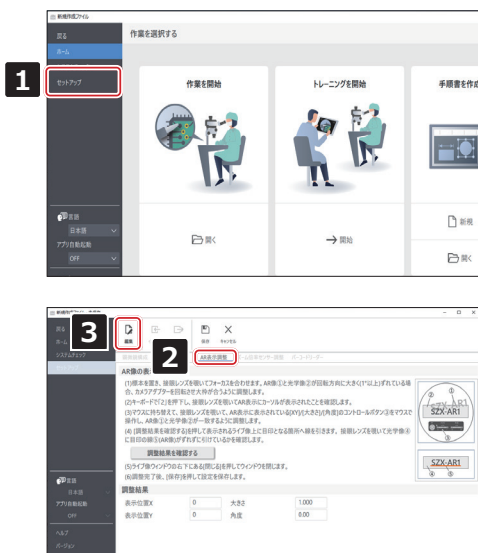 新規作成ファイル
戻る
ホーム
セットアップ
1
作業を選択する
作業を開始
トレーニングを開始
手順書を作成
開く
開始
新規
開く
言語
日本語
アプリ自動起動
OFF
3
2
戻る
ホーム
システムチェック
編集
保存
キャンセル
AR表示調整
バーコードリーダー
AR像の表
(1)標本を置き、接眼レンズを覗いてフォーカスを合わせます。AR像①と光学像②が回転方向に大きく(1°以上)ずれている場
合、カメラアダプターを回転させ大枠が合うように調整します。
(2)キーボードで「2」を押下し、接眼レンズを覗いてAR表示にカーソルが表示されたことを確認します。
(3)マウスに持ち替えて、接眼レンズを覗いて、AR表示に表示されている[XY]/[大きさ]/[角度]のコントロールボタン③をマウスで
操作し、AR像①と光学像②が一致するように調整します。
(4) [調整結果を確認する]を押して表示されるライブ像上に目印となる箇所へ線を引きます。接眼レンズを覗いて光学像④
に目印の線⑤(AR像)がずれずに引けているかを確認します。
調整結果を確認する
(5)ライブ像ウィンドウの右下にある[閉じる]を押してウィンドウを閉じます。
(6)調整完了後、[保存]を押して設定を保存します。
調整結果
表示位置X 0 大きさ 1.000
表示位置Y 0 角度 0.00
① ②
SZX-AR1
③
SZX-AR1
④ ⑤
言語
日本語
アプリ自動起動
OFF
ヘルプ
バージョン